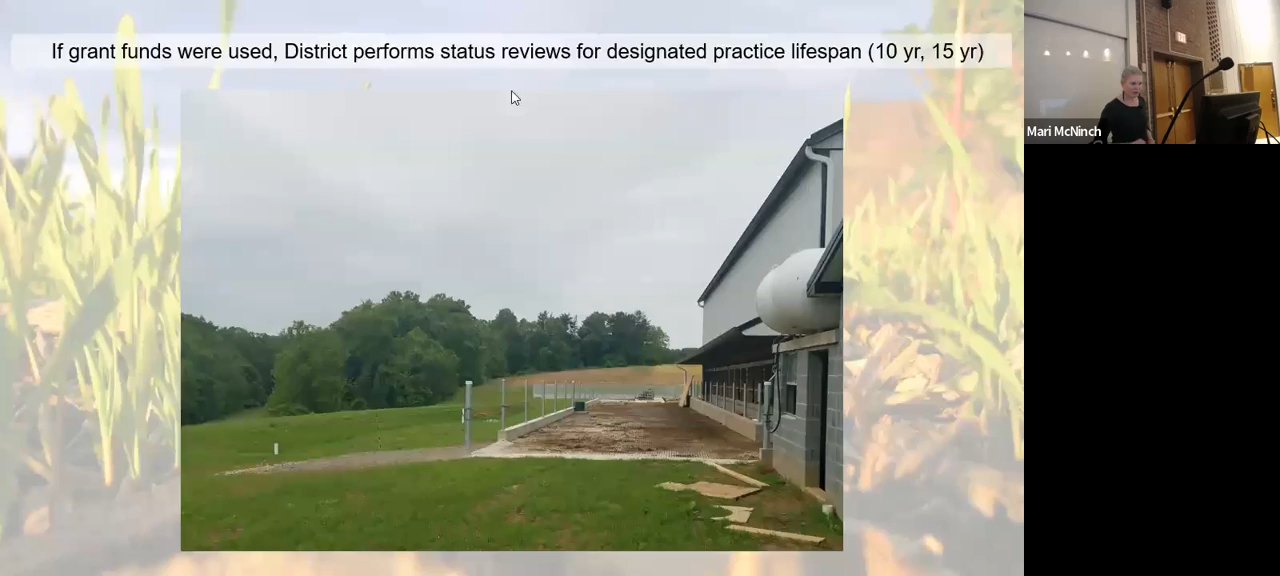 If grant funds were used, District performs status reviews for designated practice lifespan (10 yr, 15 yr)
Mari McNinch